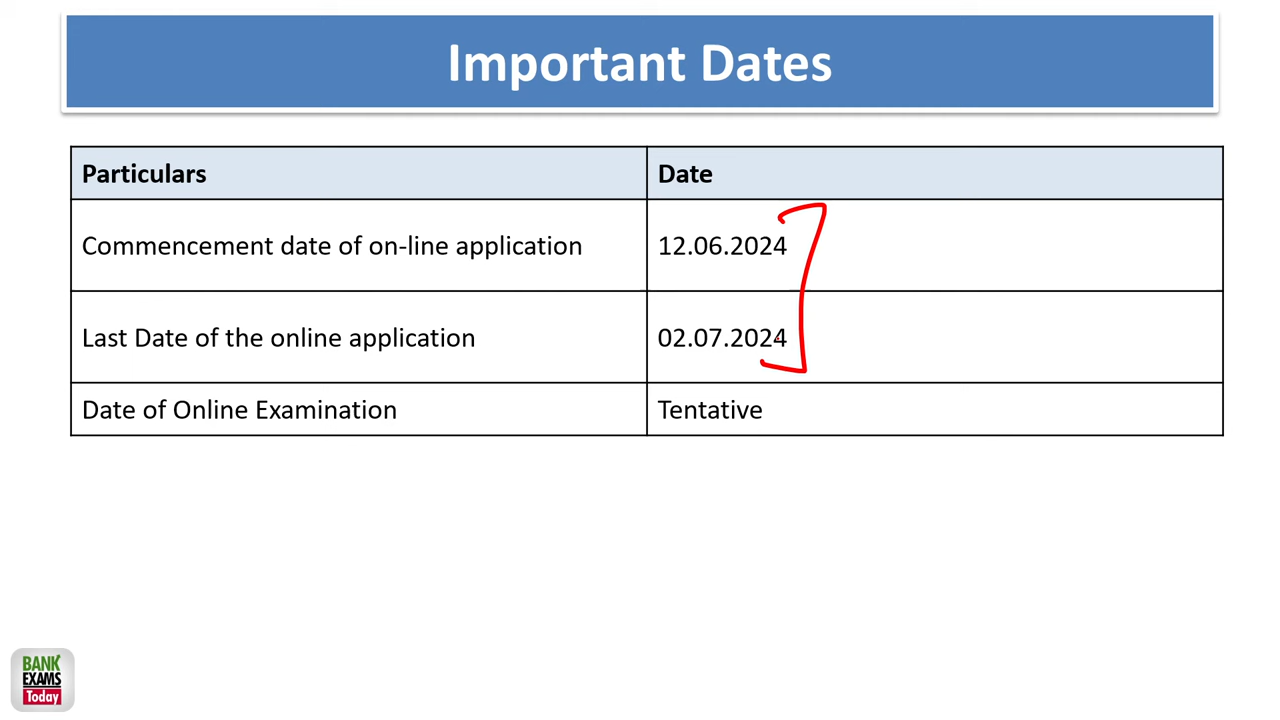 Important Dates
Particulars Date
Commencement date of on-line application 12.06.2024
Last Date of the online application 02.07.2024
Date of Online Examination Tentative
BANK
EXAMS
Today